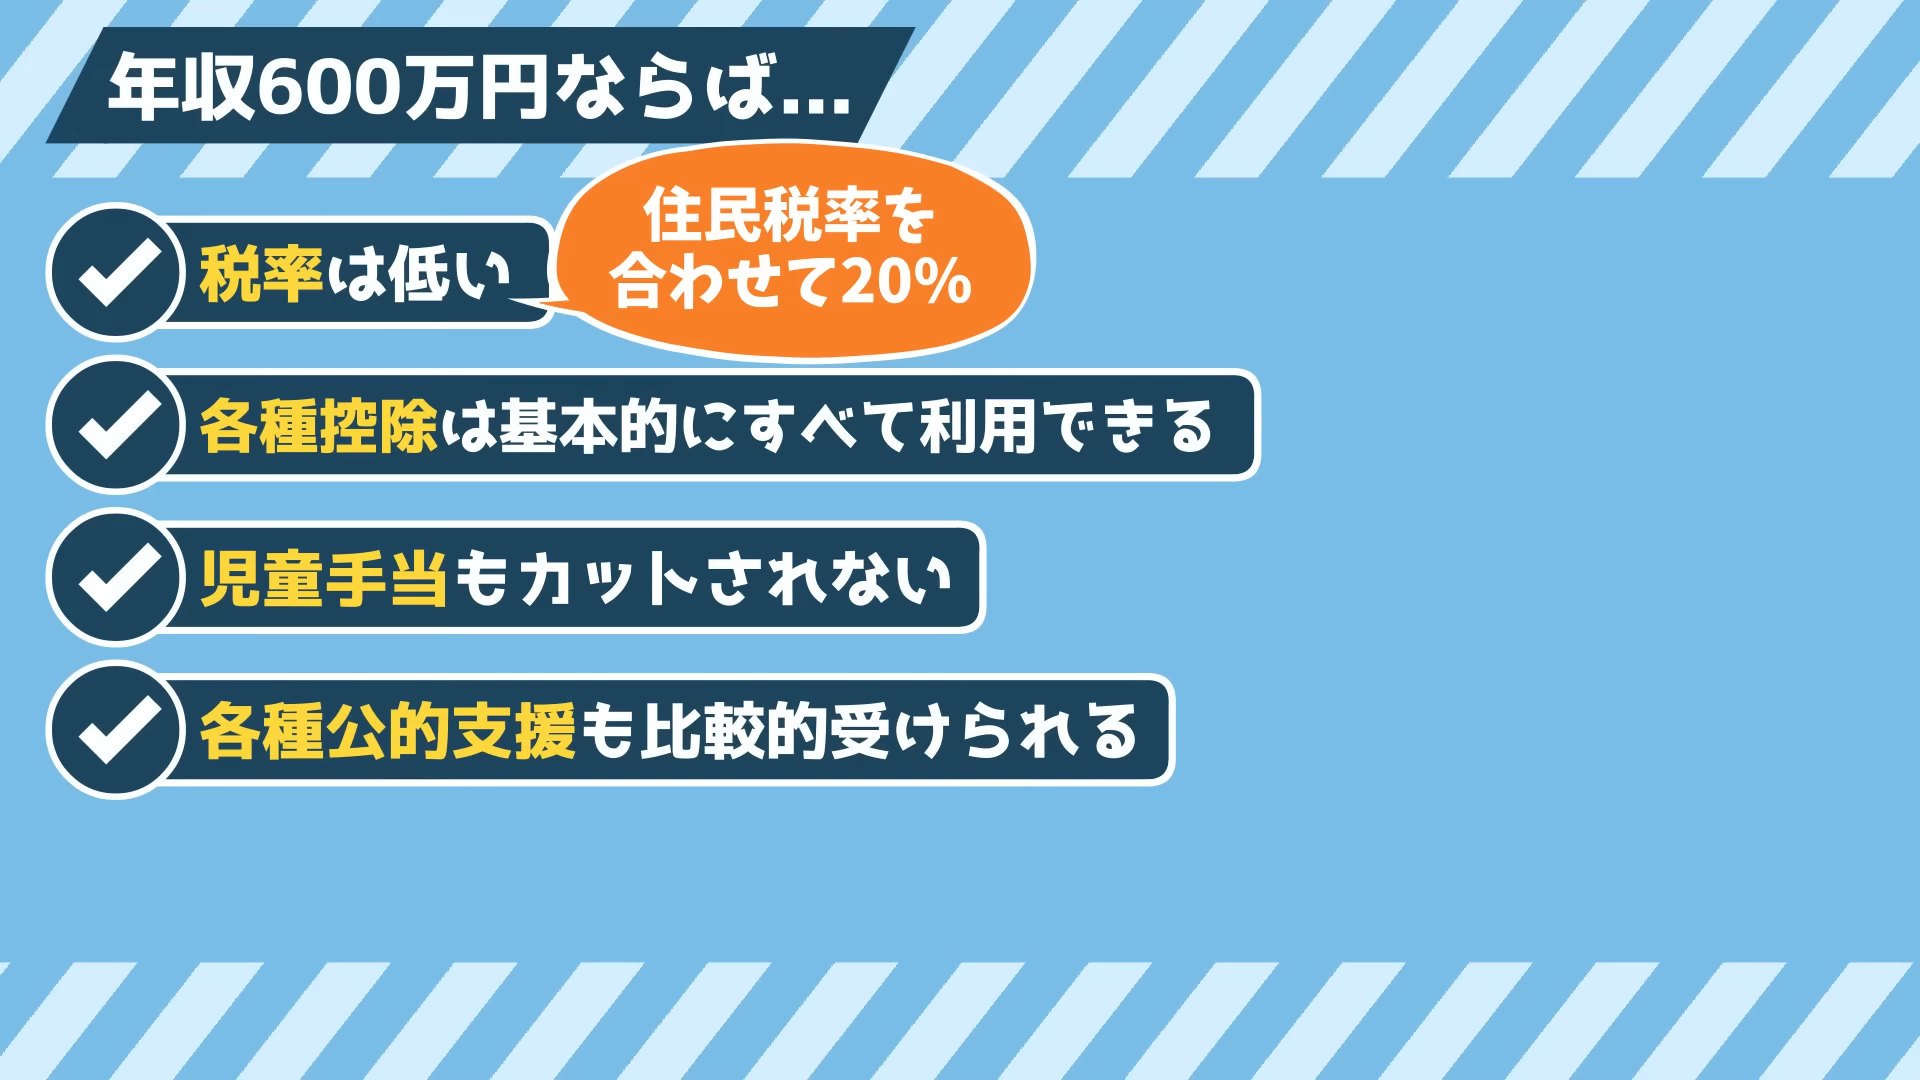 年収600万円ならば...
税率は低い
住民税率を
合わせて20%
各種控除は基本的にすべて利用できる
児童手当もカットされない
各種公的支援も比較的受けられる